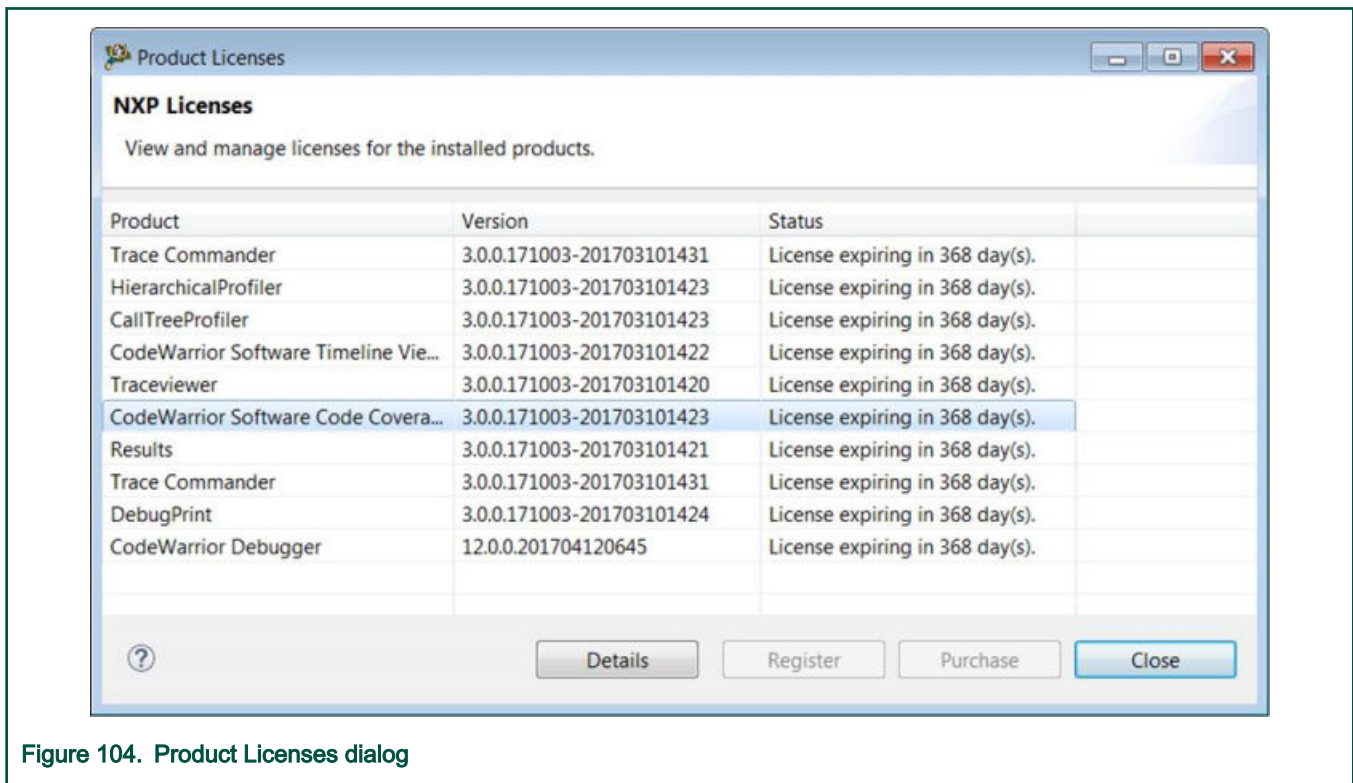 Product Licenses
NXP Licenses
View and manage licenses for the installed products.
Product Version Status
Trace Commander 3.0.0.171003-201703101431 License expiring in 368 day(s).
HierarchicalProfiler 3.0.0.171003-201703101423 License expiring in 368 day(s).
CallTreeProfiler 3.0.0.171003-201703101423 License expiring in 368 day(s).
CodeWarrior Software Timeline Vie... 3.0.0.171003-201703101422 License expiring in 368 day(s).
Traceviewer 3.0.0.171003-201703101420 License expiring in 368 day(s).
CodeWarrior Software Code Covera... 3.0.0.171003-201703101423 License expiring in 368 day(s).
Results 3.0.0.171003-201703101421 License expiring in 368 day(s).
Trace Commander 3.0.0.171003-201703101431 License expiring in 368 day(s).
DebugPrint 3.0.0.171003-201703101424 License expiring in 368 day(s).
CodeWarrior Debugger 12.0.0.201704120645 License expiring in 368 day(s).
? Details Register Purchase Close
Figure 104. Product Licenses dialog